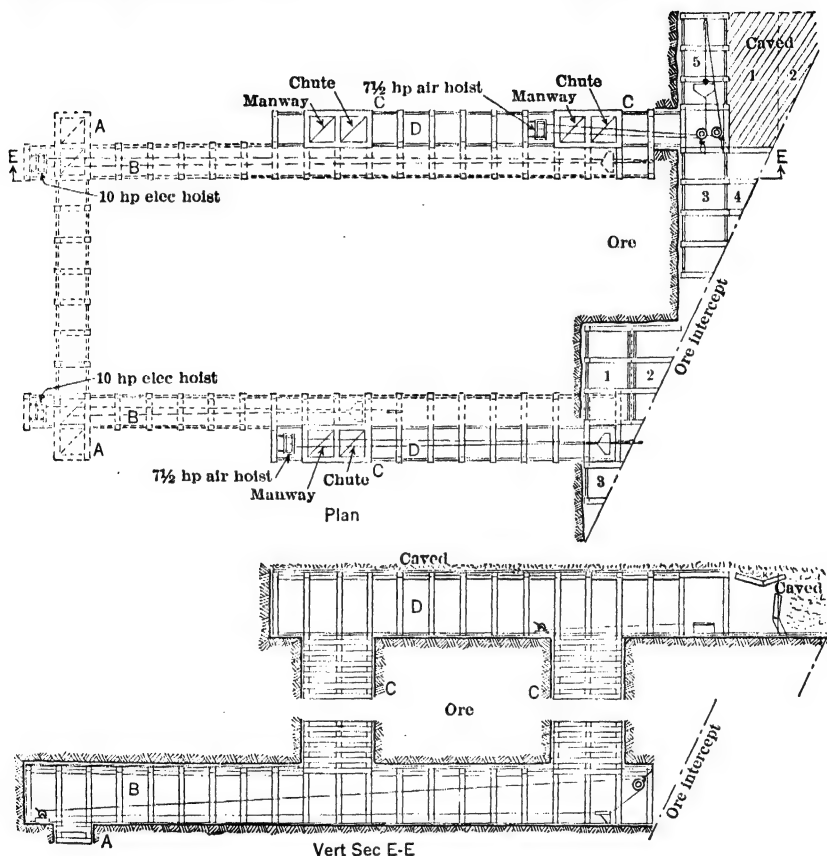 Caved
5
1
2
Chute
7½ hp air hoist
Chute
Manway
C
Manway
C
A
D
E
B
E
10 hp elec hoist
3
4
Ore
Ore intercept
10 hp elec hoist
1
2
B
A
D
7½ hp air hoist
Chute
C
3
Manway
Plan
Caved
D
Caved
C
C
Ore
Ore intercept
B
A
Vert Sec E-E